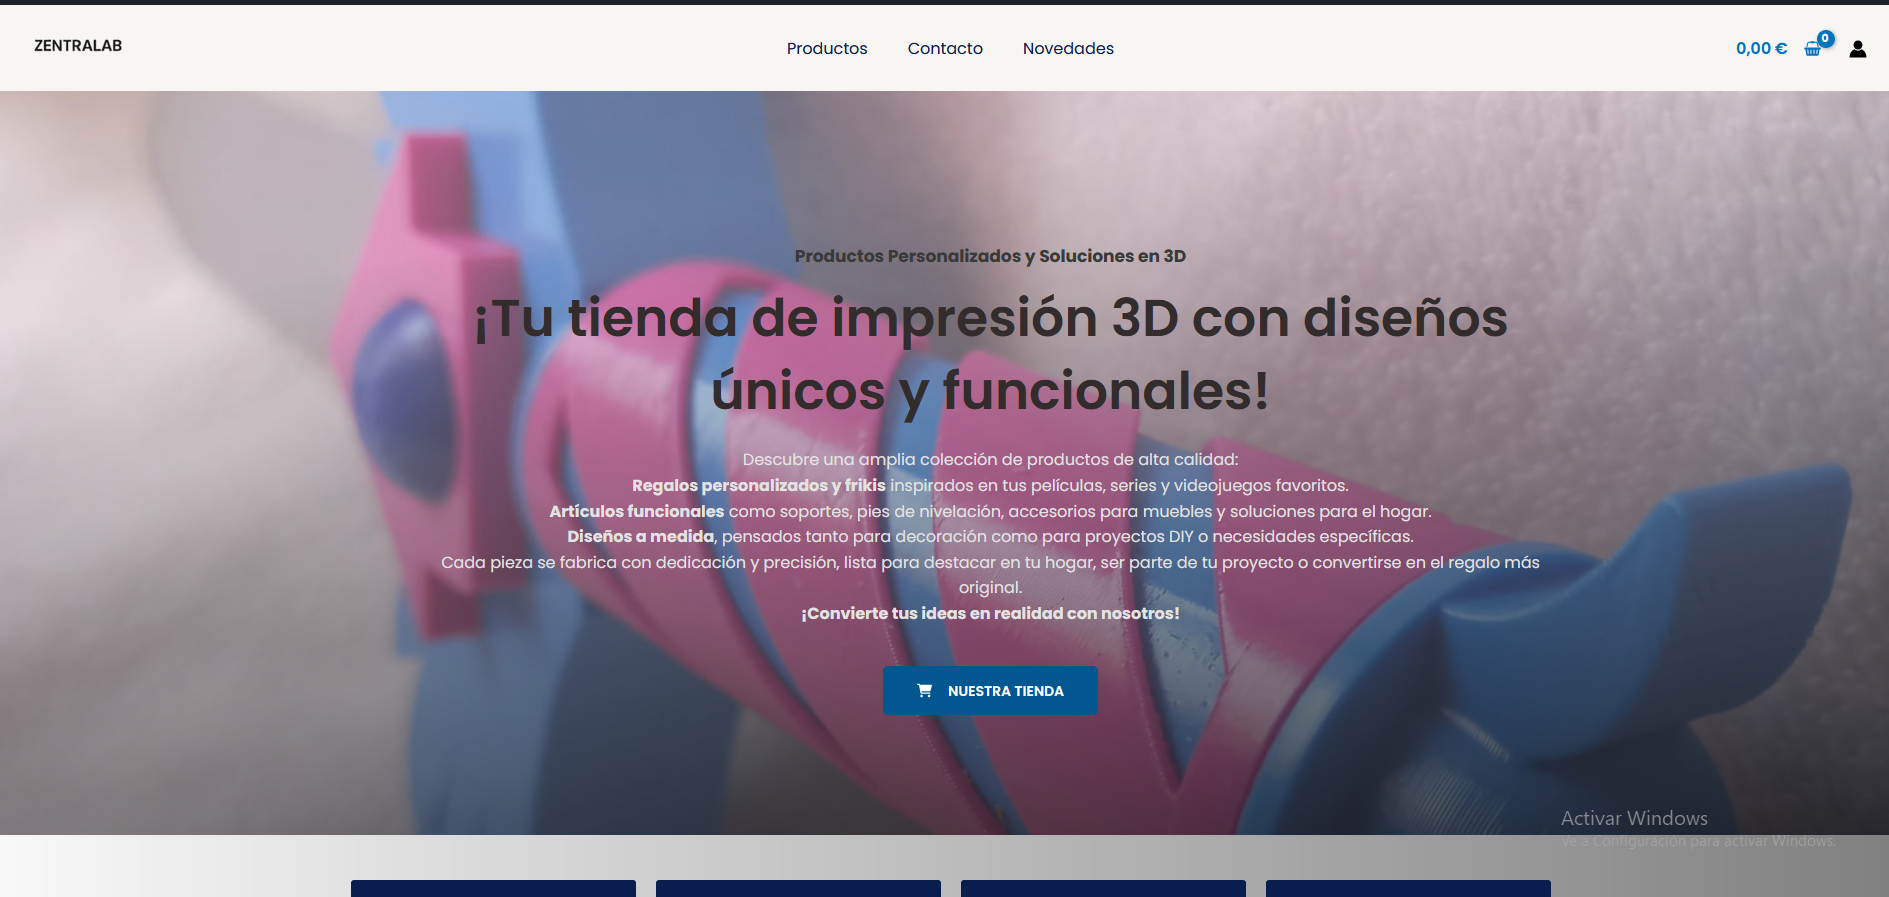 ZENTRALAB
Productos
Contacto
Novedades
0,00 €
0
Productos Personalizados y Soluciones en 3D
¡Tu tienda de impresión 3D con diseños
únicos y funcionales!
Descubre una amplia colección de productos de alta calidad:
Regalos personalizados y frikis inspirados en tus películas, series y videojuegos favoritos.
Artículos funcionales como soportes, pies de nivelación, accesorios para muebles y soluciones para el hogar.
Diseños a medida, pensados tanto para decoración como para proyectos DIY o necesidades específicas.
Cada pieza se fabrica con dedicación y precisión, lista para destacar en tu hogar, ser parte de tu proyecto o convertirse en el regalo más
original.
¡Convierte tus ideas en realidad con nosotros!
NUESTRA TIENDA
Activar Windows
Ve a Configuración para activar Windows.